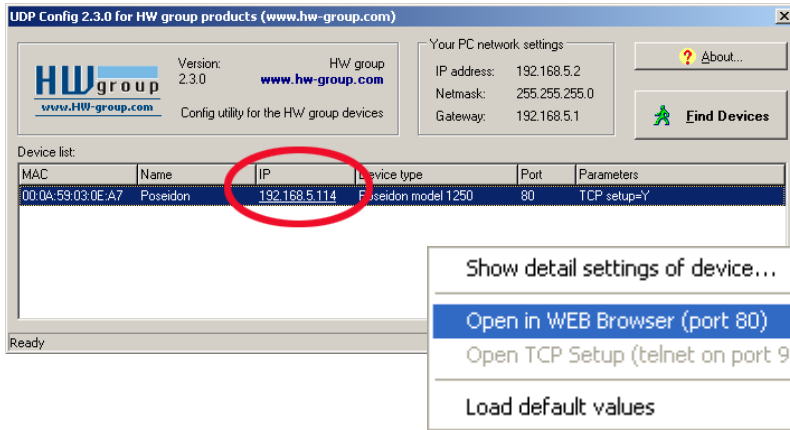 UDP Config 2.3.0 for HW group products (www.hw-group.com)
HWgroup
www.HW-group.com
Version:
2.3.0
HW group
www.hw-group.com
Config utility for the HW group devices
Your PC network settings
IP address: 192.168.5.2
Netmask: 255.255.255.0
Gateway: 192.168.5.1
About...
Find Devices
Device list:
MAC Name IP Device type Port Parameters
00:0A:59:03:0E:A7 Poseidon 192.168.5.114 Poseidon model 1250 80 TCP setup=Y
Ready
Show detail settings of device...
Open in WEB Browser (port 80)
Open TCP Setup (telnet on port 9
Load default values